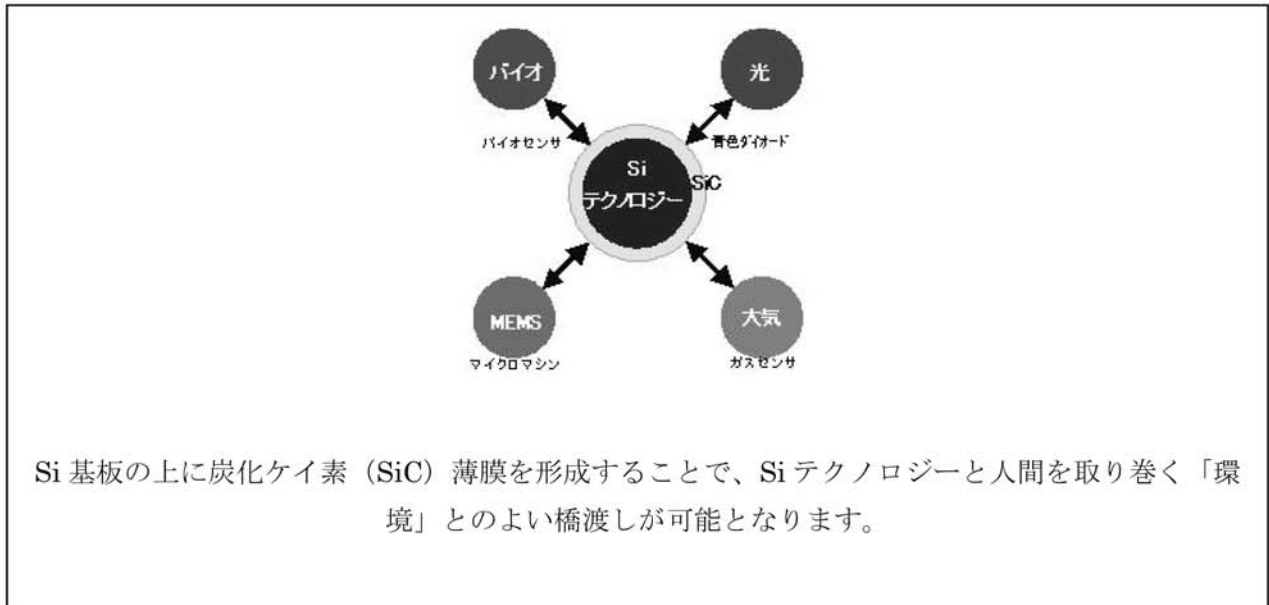 バイオ
光
バイオセンサ
青色ダイオード
Si
テクノロジー
SiC
MEMS
大気
マイクロマシン
ガスセンサ
Si 基板の上に炭化ケイ素（SiC）薄膜を形成することで、Si テクノロジーと人間を取り巻く「環
境」とのよい橋渡しが可能となります。